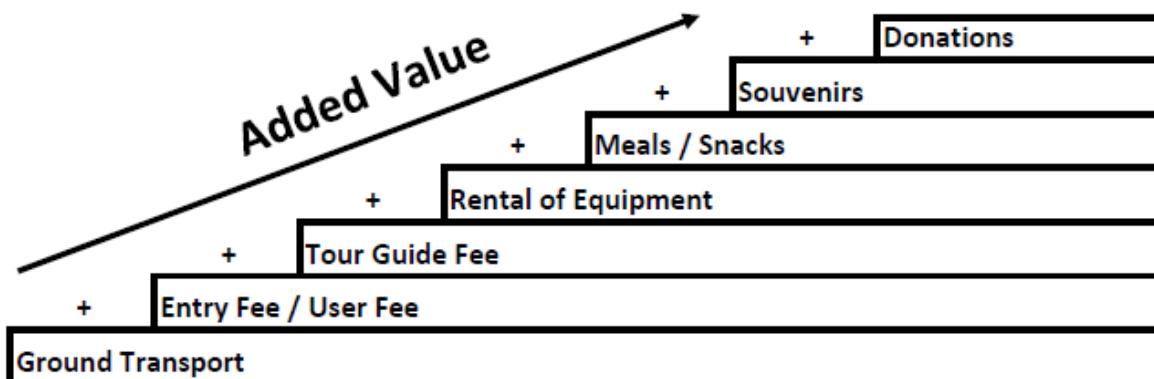 + Donations
Added Value
+ Souvenirs
+ Meals / Snacks
+ Rental of Equipment
+ Tour Guide Fee
+ Entry Fee / User Fee
Ground Transport